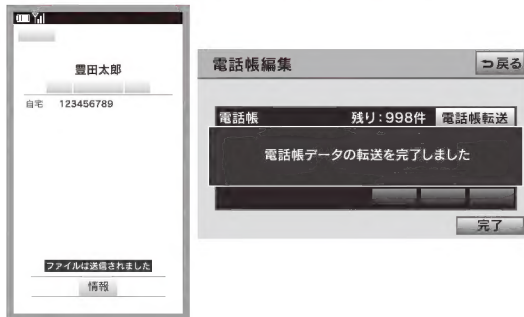 豊田太郎
自宅 123456789
ファイルは送信されました
情報
電話帳編集
戻る
電話帳 残り:998件 電話帳転送
電話帳データの転送を完了しました
完了